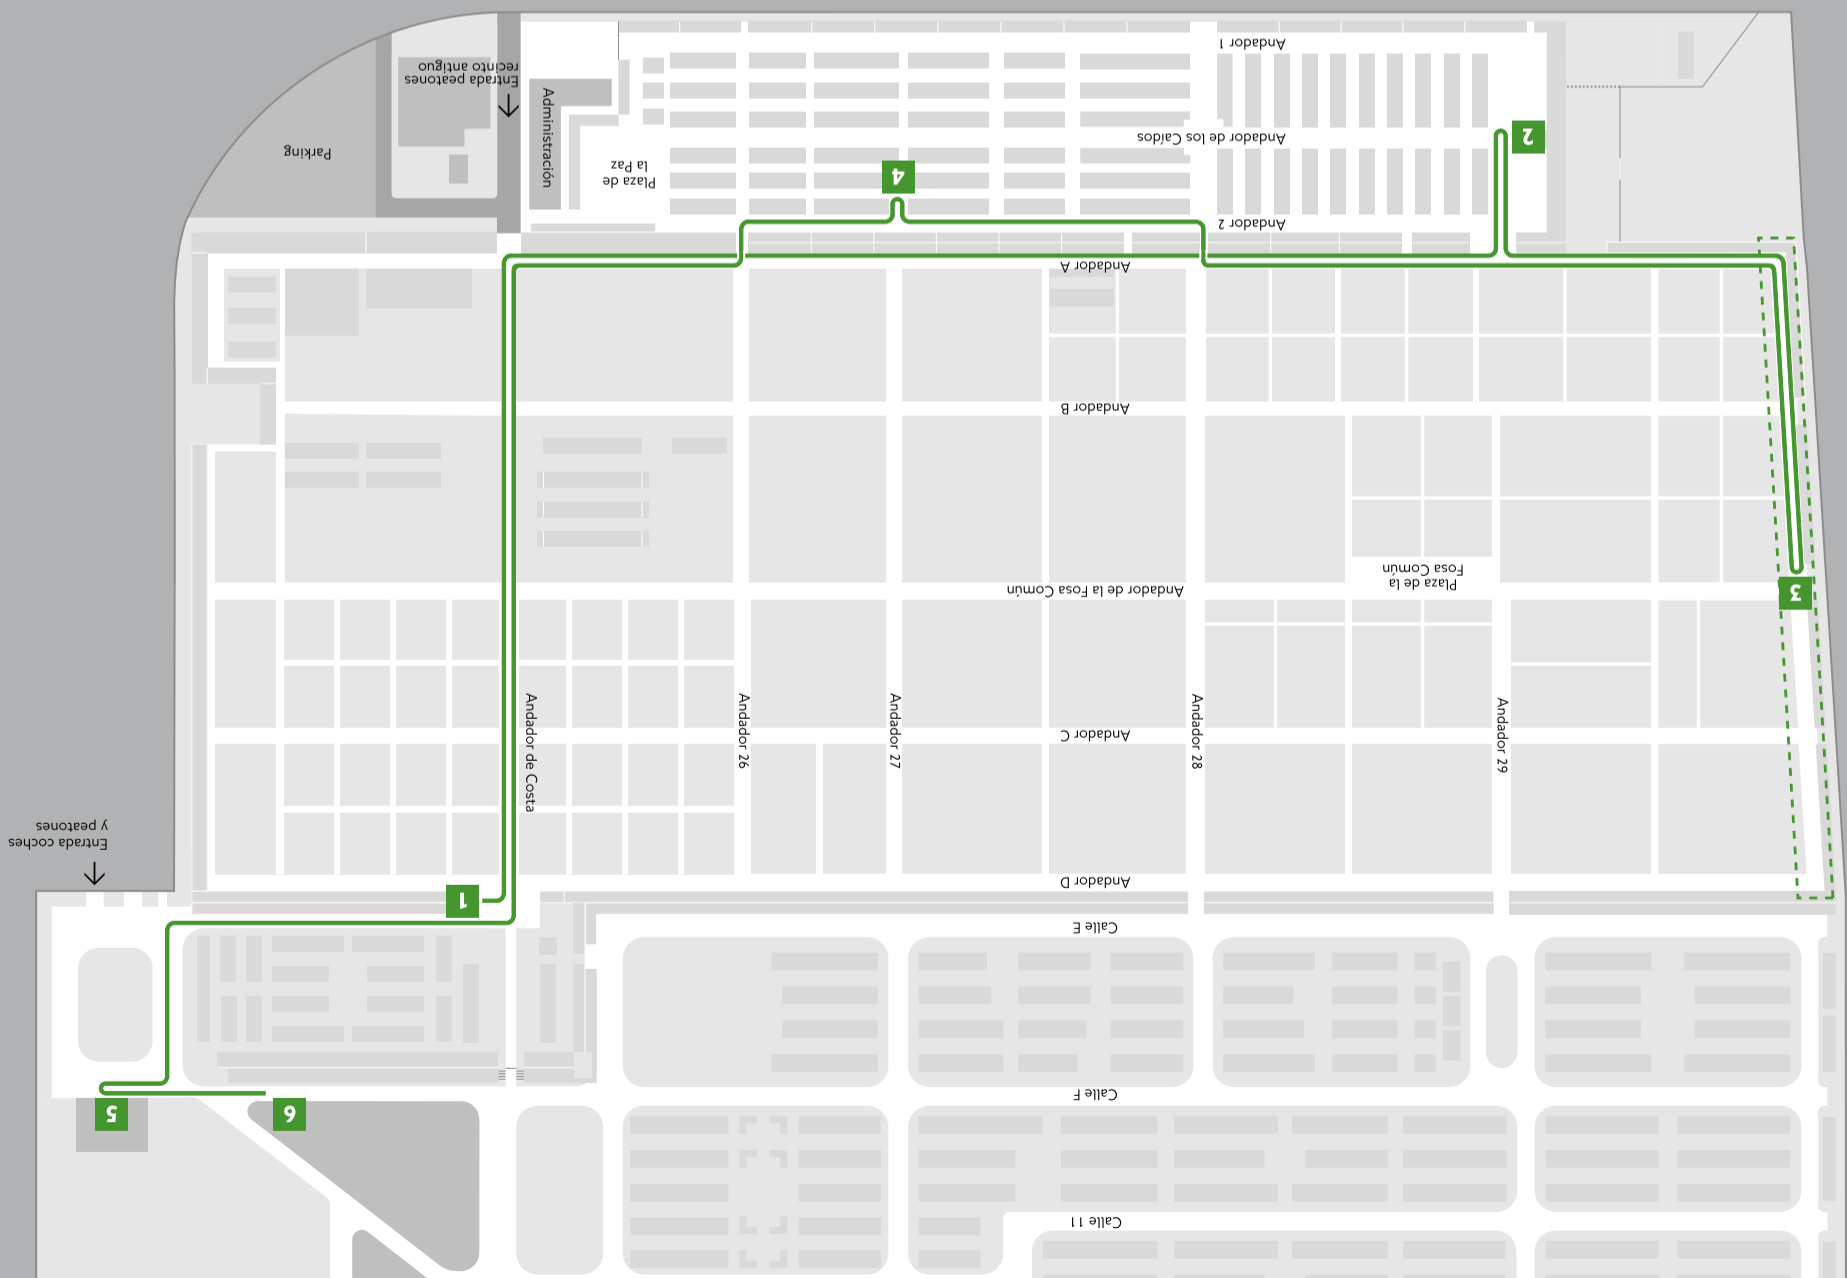 Andador 1
Entrada peatones
recinto antiguo
Administración
Andador de los Caídos
2
Parking
Plaza de
la Paz
4
Andador 2
Andador A
Andador B
Plaza de la
Fosa Común
Andador de la Fosa Común
3
Andador de Costa
Andador 26
Andador 27
Andador 28
Andador 29
Andador C
Entrada coches
y peatones
Andador D
1
Calle E
Calle F
5
6
Calle 11